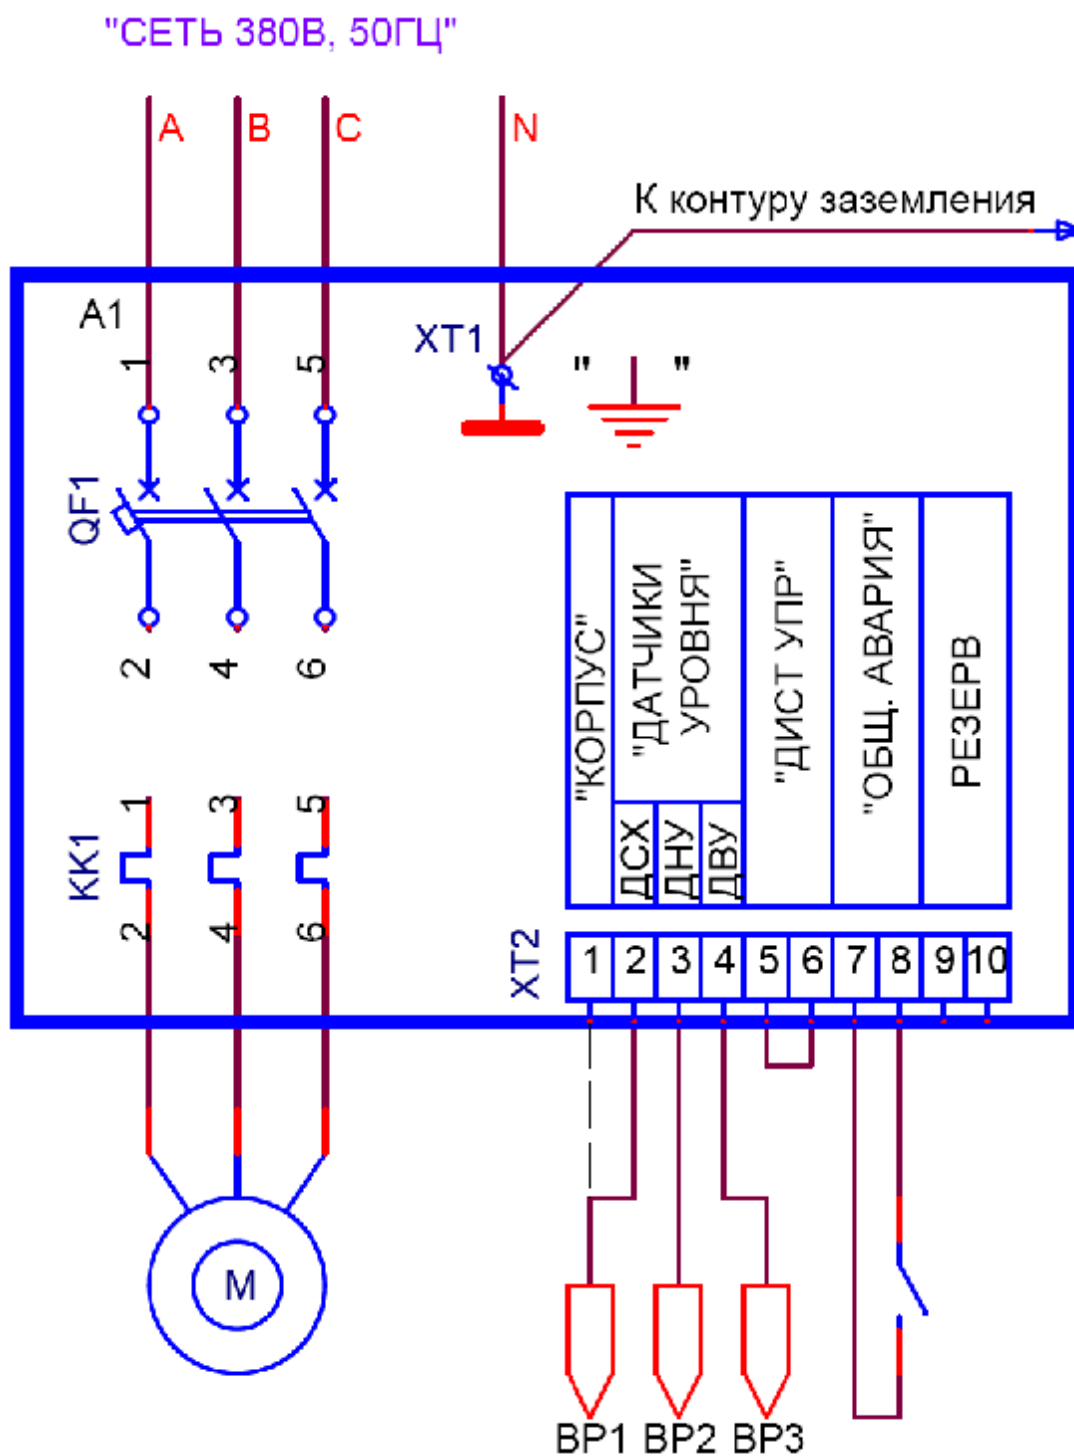 "СЕТЬ 380В, 50ГЦ"
A B C N
К контуру заземления
A1
XT1
1 3 5
" "
QF1
2 4 6
"КОРПУС"
"ДАТЧИКИ
УРОВНЯ"
"ДИСТ УПР"
"ОБЩ. АВАРИЯ"
РЕЗЕРВ
ДСХ
ДНУ
ДВУ
1 3 5
KK1
2 4 6
XT2
1 2 3 4 5 6 7 8 9 10
M
BP1 BP2 BP3